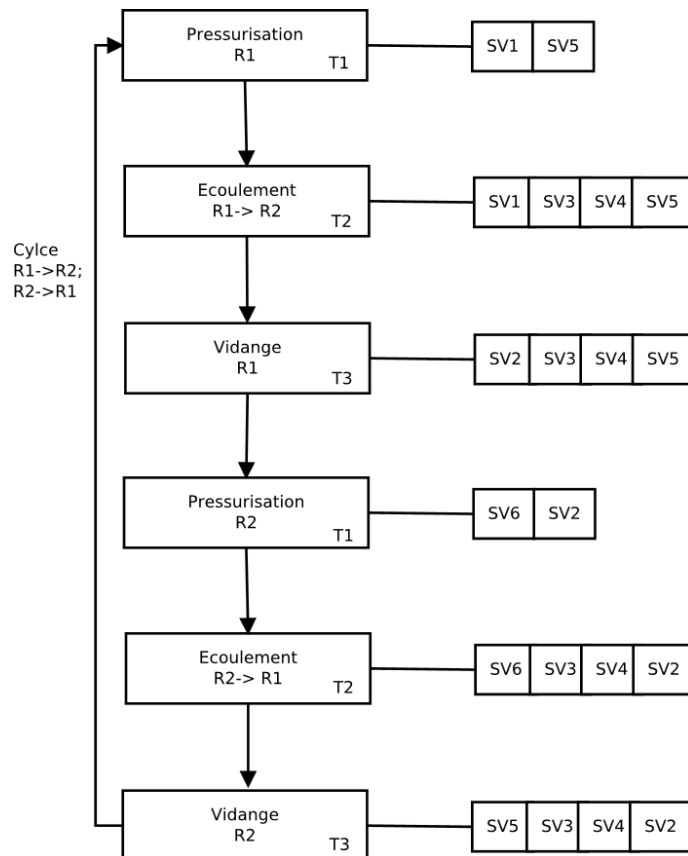 Pressurisation
R1
T1
SV1 SV5
Ecoulement
R1-> R2
T2
SV1 SV3 SV4 SV5
Cylce
R1->R2;
R2->R1
Vidange
R1
T3
SV2 SV3 SV4 SV5
Pressurisation
R2
T1
SV6 SV2
Ecoulement
R2-> R1
T2
SV6 SV3 SV4 SV2
Vidange
R2
T3
SV5 SV3 SV4 SV2